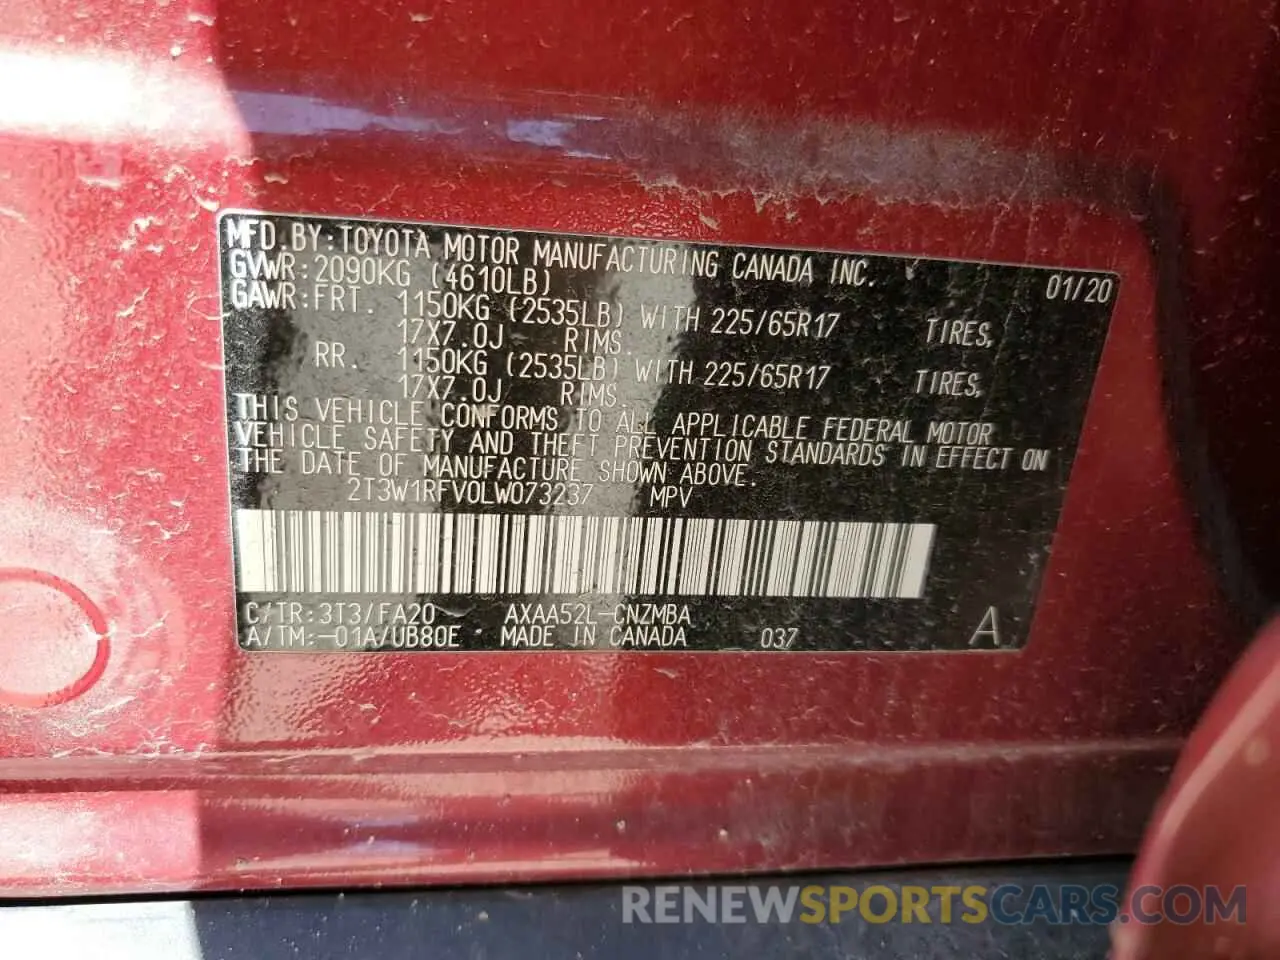 MFD.BY:TOYOTA MOTOR MANUFACTURING CANADA INC. 01/20
GVWR:2090KG (4610LB)
GAWR:FRT. 1150KG (2535LB) WITH 225/65R17 TIRES,
17X7.0J RIMS.
RR. 1150KG (2535LB) WITH 225/65R17 TIRES,
17X7.0J RIMS.
THIS VEHICLE CONFORMS TO ALL APPLICABLE FEDERAL MOTOR
VEHICLE SAFETY AND THEFT PREVENTION STANDARDS IN EFFECT ON
THE DATE OF MANUFACTURE SHOWN ABOVE.
2T3W1RFV0LW073237 MPV
C/TR:3T3/FA20 AXAA52L-CNZMBA
A/TM:-01A/UB80E MADE IN CANADA 037 A
RENEWSPORTSCARS.COM